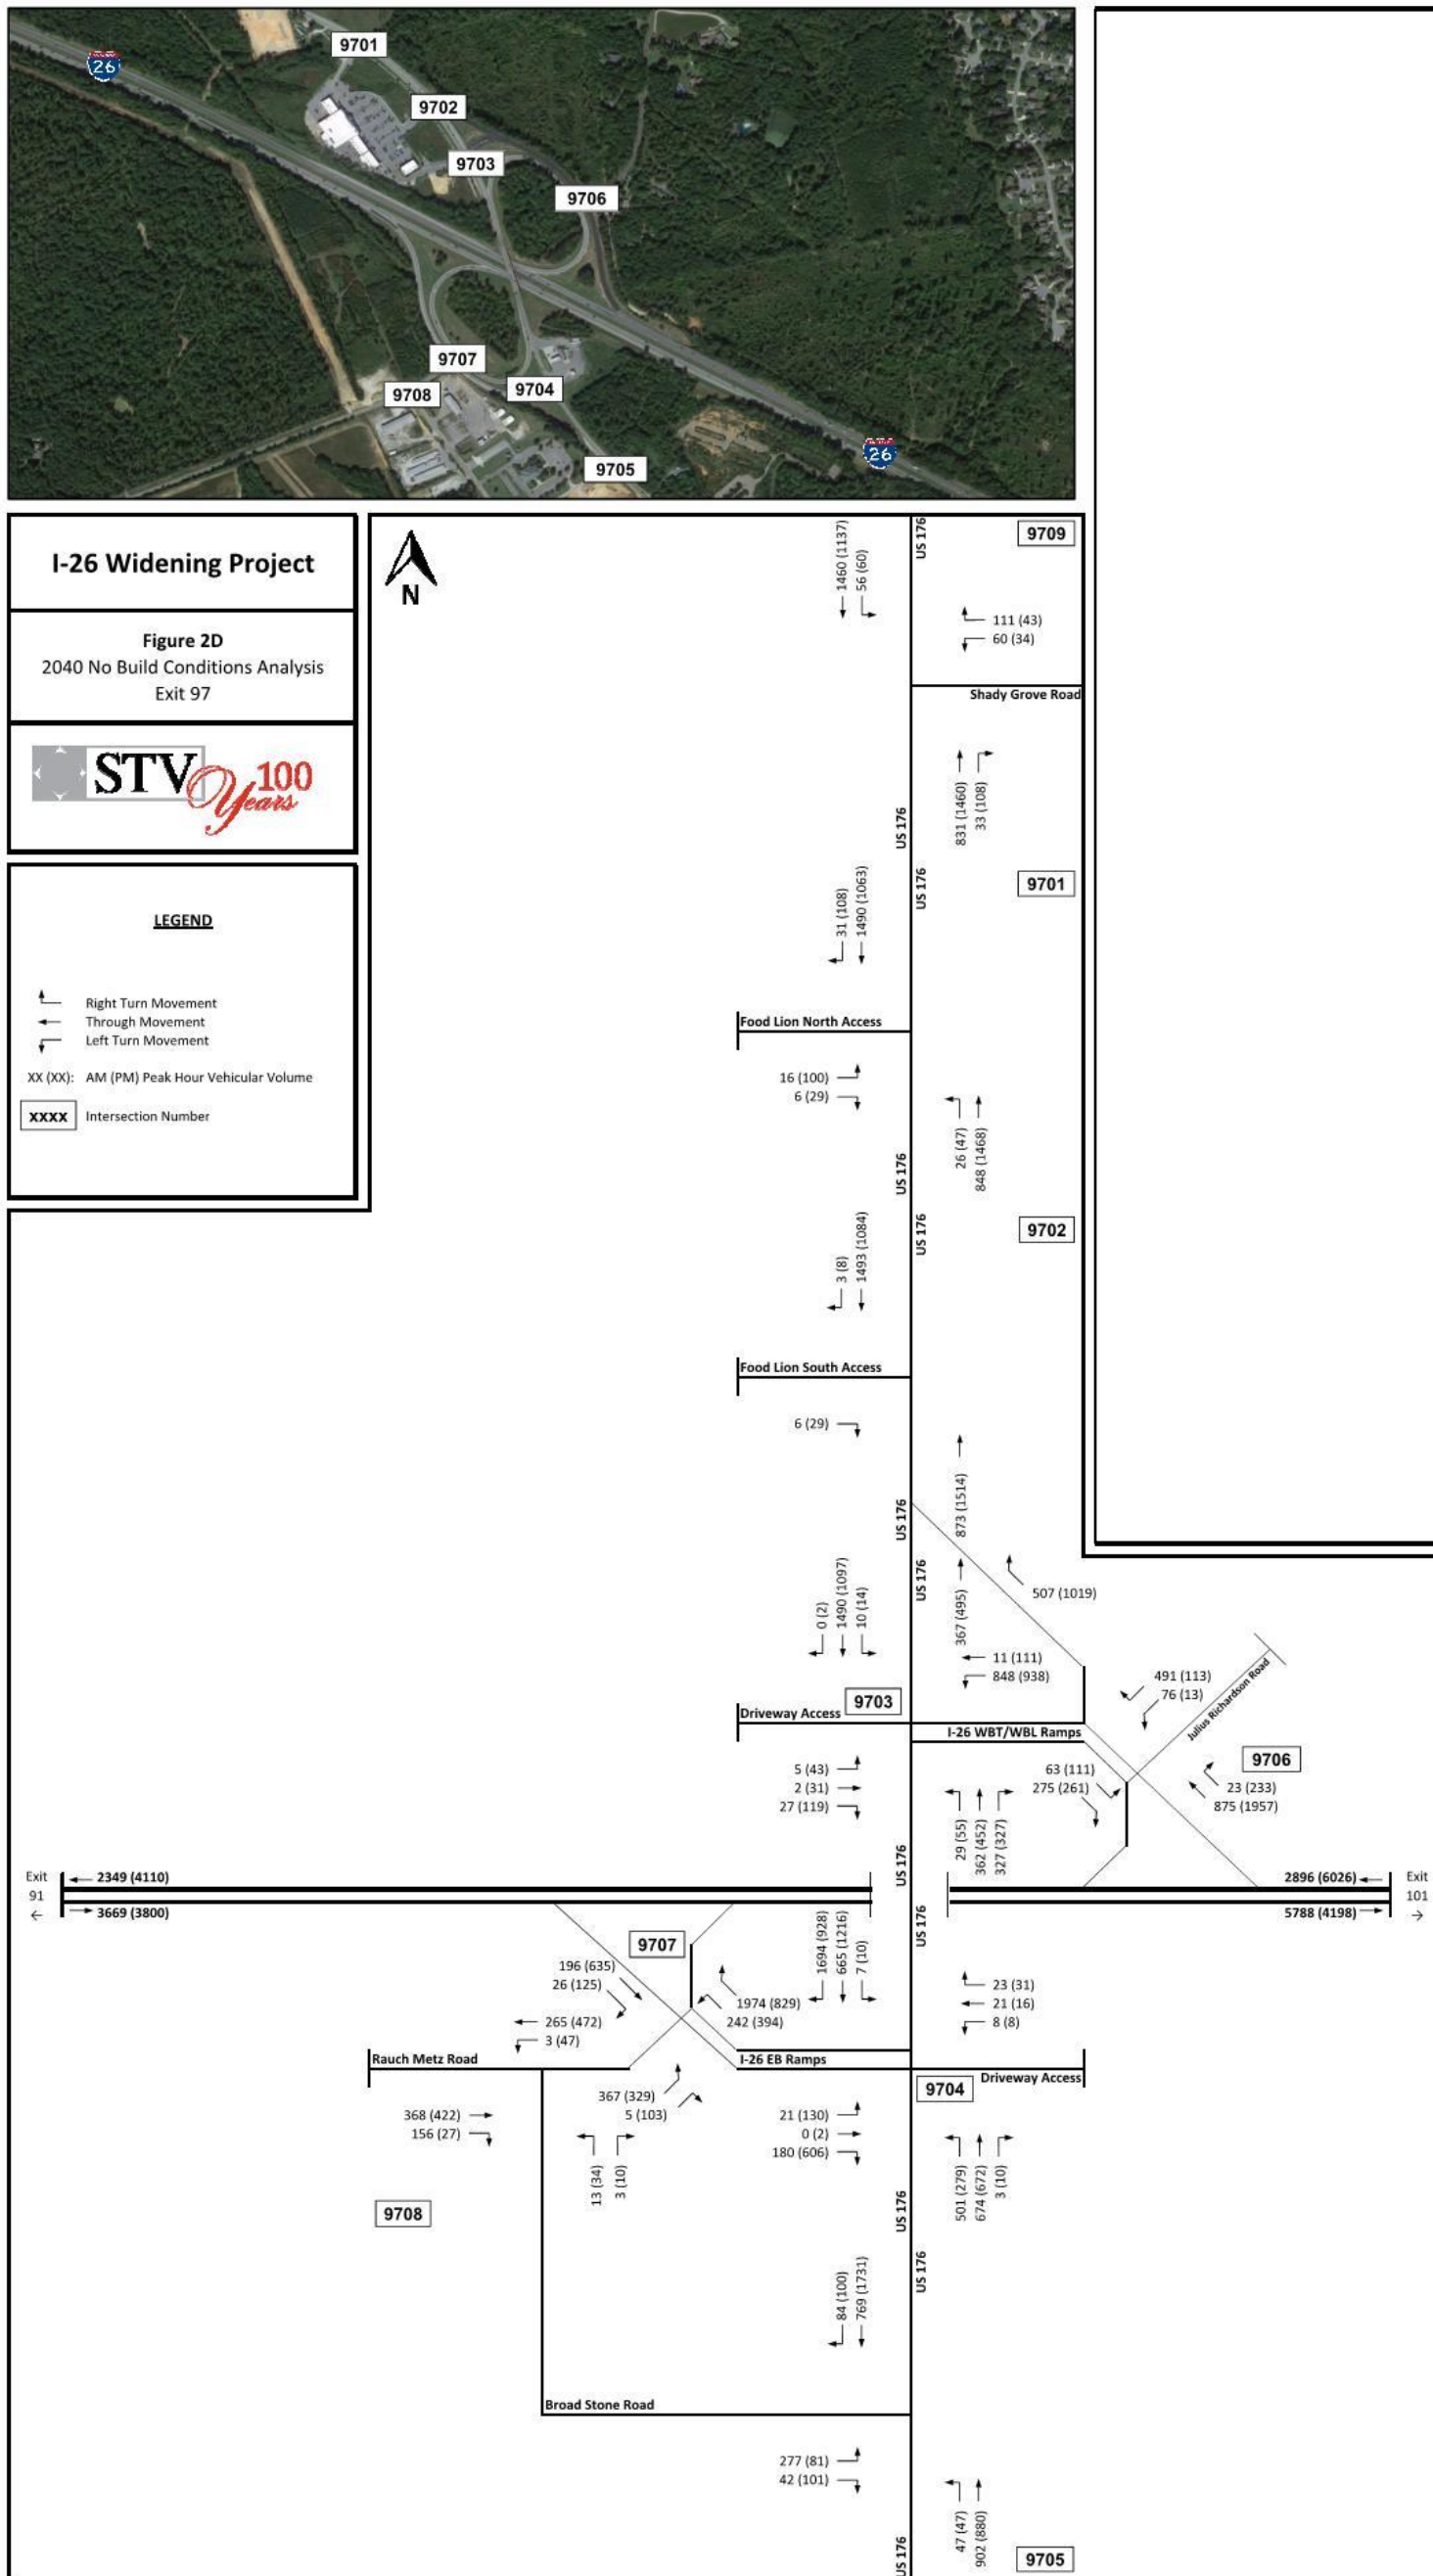 26
9701
9702
9703
9706
9707
9708
9704
9705
26
I-26 Widening Project
Figure 2D
2040 No Build Conditions Analysis
Exit 97
STV 100
Years
LEGEND
Right Turn Movement
Through Movement
Left Turn Movement
XX (XX): AM (PM) Peak Hour Vehicular Volume
XXXX Intersection Number
N
1460 (1137)
56 (60)
US 176
9709
111 (43)
60 (34)
Shady Grove Road
831 (1460)
33 (108)
US 176
US 176
9701
31 (108)
1490 (1063)
Food Lion North Access
16 (100)
6 (29)
26 (47)
848 (1468)
US 176
US 176
9702
3 (8)
1493 (1084)
Food Lion South Access
6 (29)
873 (1514)
US 176
US 176
507 (1019)
0 (2)
1490 (1097)
10 (14)
367 (495)
11 (111)
848 (938)
491 (113)
76 (13)
Julius Richardson Road
9703
Driveway Access
I-26 WBT/WBL Ramps
9706
5 (43)
2 (31)
27 (119)
63 (111)
275 (261)
23 (233)
875 (1957)
29 (55)
362 (452)
327 (327)
US 176
Exit
91
2349 (4110)
3669 (3800)
2896 (6026)
5788 (4198)
Exit
101
US 176
9707
196 (635)
26 (125)
1974 (829)
242 (394)
1694 (928)
665 (1216)
7 (10)
23 (31)
21 (16)
8 (8)
265 (472)
3 (47)
Rauch Metz Road
I-26 EB Ramps
9704
Driveway Access
367 (329)
5 (103)
368 (422)
156 (27)
21 (130)
0 (2)
180 (606)
13 (34)
3 (10)
501 (279)
674 (672)
3 (10)
9708
US 176
US 176
84 (100)
769 (1731)
Broad Stone Road
277 (81)
42 (101)
47 (47)
902 (880)
US 176
9705